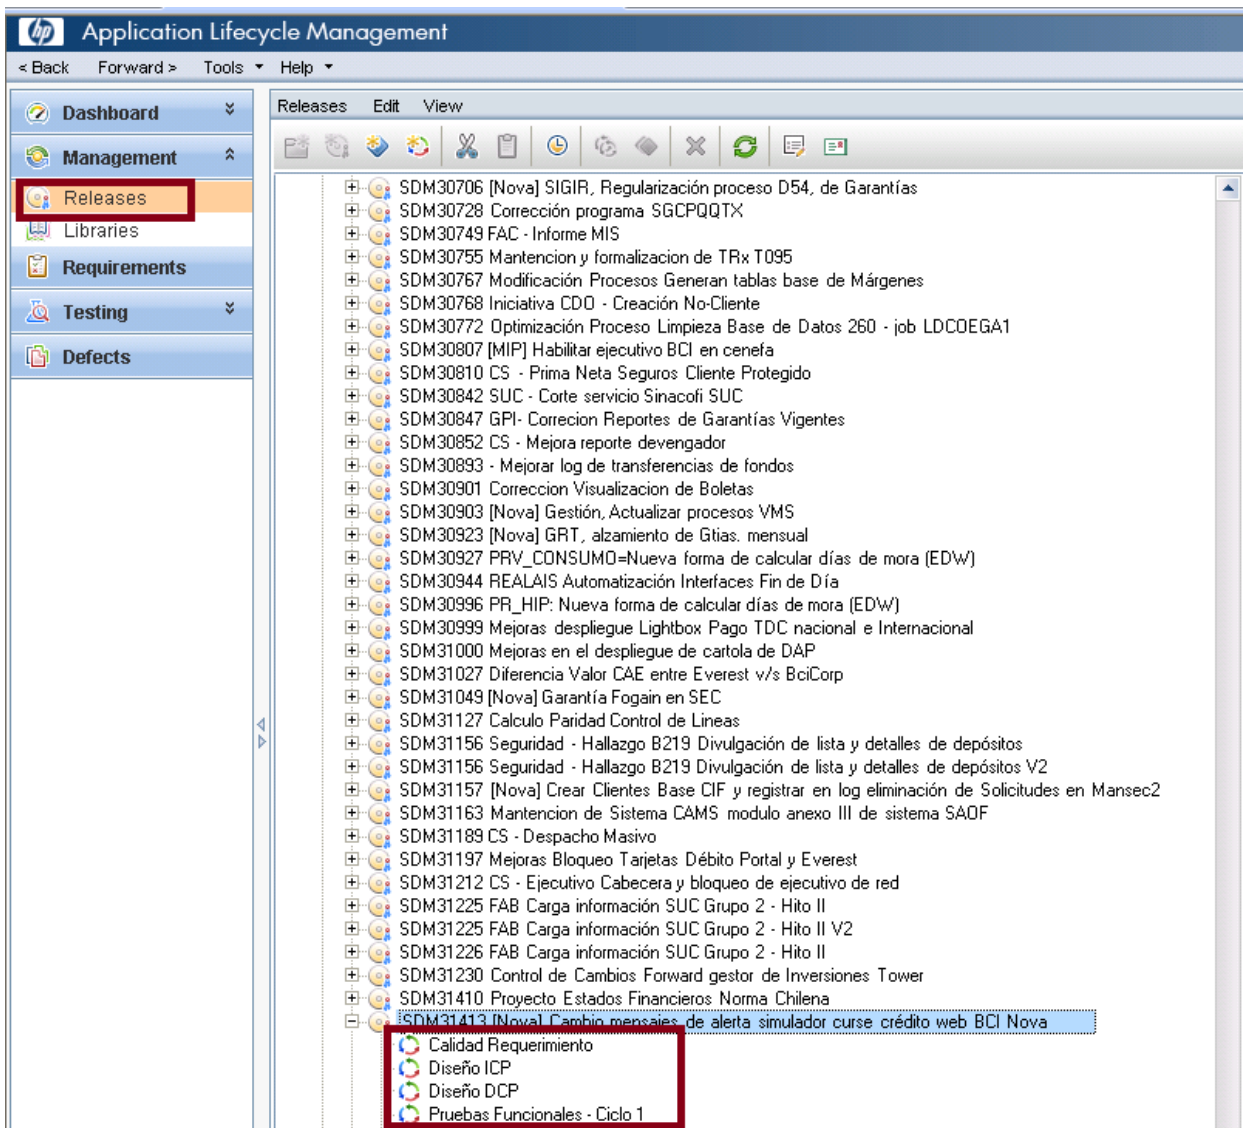 hp Application Lifecycle Management
< Back Forward > Tools Help
Dashboard
Management
Releases
Libraries
Requirements
Testing
Defects
Releases Edit View
SDM30706 [Nova] SIGIR, Regularización proceso D54, de Garantías
SDM30728 Corrección programa SGCPQQTX
SDM30749 FAC - Informe MIS
SDM30755 Mantencion y formalizacion de TRx T095
SDM30767 Modificación Procesos Generan tablas base de Márgenes
SDM30768 Iniciativa CDO - Creación No-Cliente
SDM30772 Optimización Proceso Limpieza Base de Datos 260 - job LDCOEGA1
SDM30807 [MIP] Habilitar ejecutivo BCI en cenefa
SDM30810 CS - Prima Neta Seguros Cliente Protegido
SDM30842 SUC - Corte servicio Sinacofi SUC
SDM30847 GPI- Correcion Reportes de Garantías Vigentes
SDM30852 CS - Mejora reporte devengador
SDM30893 - Mejorar log de transferencias de fondos
SDM30901 Correccion Visualizacion de Boletas
SDM30903 [Nova] Gestión, Actualizar procesos VMS
SDM30923 [Nova] GRT, alzamiento de Gtias. mensual
SDM30927 PRV_CONSUMO=Nueva forma de calcular días de mora (EDW)
SDM30944 REALAIS Automatización Interfaces Fin de Día
SDM30996 PR_HIP: Nueva forma de calcular días de mora (EDW)
SDM30999 Mejoras despliegue Lightbox Pago TDC nacional e Internacional
SDM31000 Mejoras en el despliegue de cartola de DAP
SDM31027 Diferencia Valor CAE entre Everest v/s BciCorp
SDM31049 [Nova] Garantía Fogain en SEC
SDM31127 Calculo Paridad Control de Lineas
SDM31156 Seguridad - Hallazgo B219 Divulgación de lista y detalles de depósitos
SDM31156 Seguridad - Hallazgo B219 Divulgación de lista y detalles de depósitos V2
SDM31157 [Nova] Crear Clientes Base CIF y registrar en log eliminación de Solicitudes en Mansec2
SDM31163 Mantencion de Sistema CAMS modulo anexo III de sistema SAOF
SDM31189 CS - Despacho Masivo
SDM31197 Mejoras Bloqueo Tarjetas Débito Portal y Everest
SDM31212 CS - Ejecutivo Cabecera y bloqueo de ejecutivo de red
SDM31225 FAB Carga información SUC Grupo 2 - Hito II
SDM31225 FAB Carga información SUC Grupo 2 - Hito II V2
SDM31226 FAB Carga información SUC Grupo 2 - Hito II
SDM31230 Control de Cambios Forward gestor de Inversiones Tower
SDM31410 Proyecto Estados Financieros Norma Chilena
SDM31413 [Nova] Cambio mensajes de alerta simulador curse crédito web BCI Nova
Calidad Requerimiento
Diseño ICP
Diseño DCP
Pruebas Funcionales - Ciclo 1